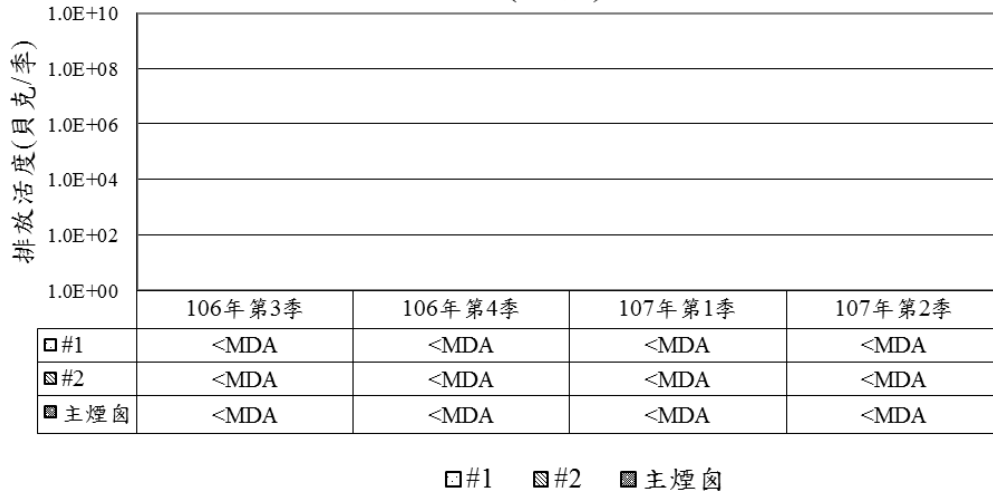 1.0E+10
1.0E+08
1.0E+06
1.0E+04
1.0E+02
1.0E+00
排放活度(貝克/季)
106年第3季 106年第4季 107年第1季 107年第2季
#1 <MDA <MDA <MDA <MDA
#2 <MDA <MDA <MDA <MDA
主煙囪 <MDA <MDA <MDA <MDA
#1 #2 主煙囪